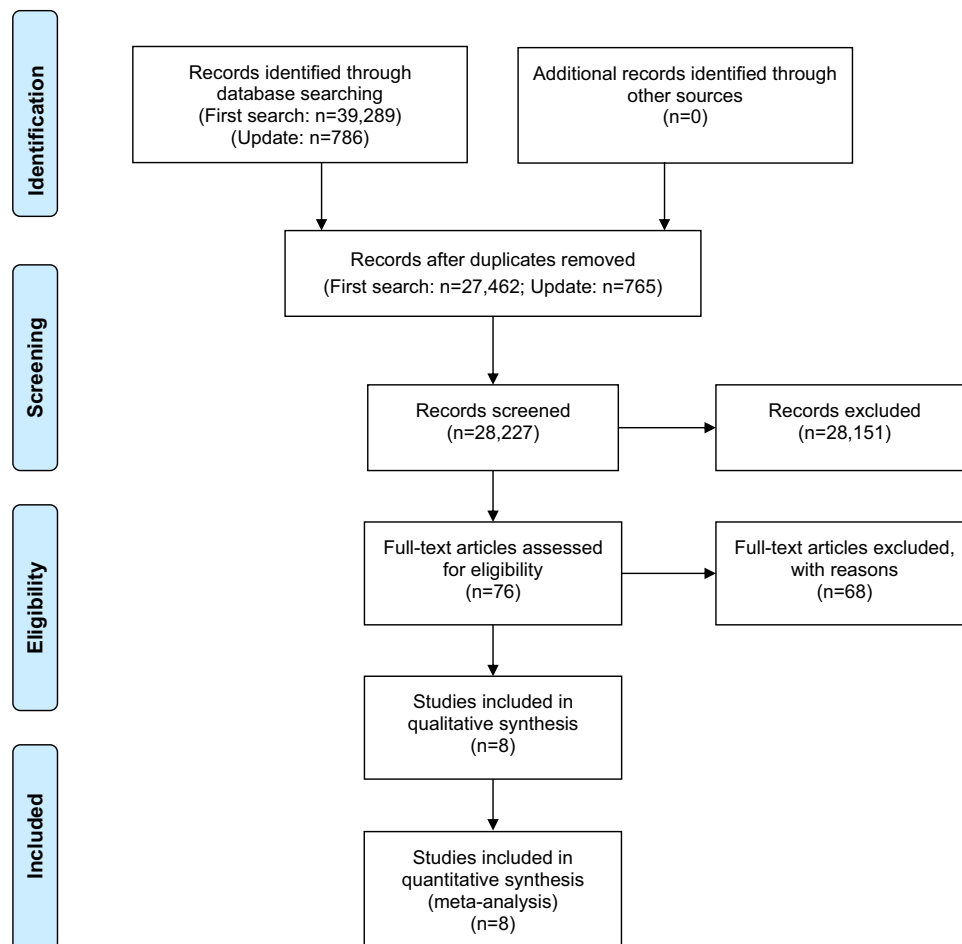 Identification
Records identified through
database searching
(First search: n=39,289)
(Update: n=786)
Additional records identified through
other sources
(n=0)
Records after duplicates removed
(First search: n=27,462; Update: n=765)
Screening
Records screened
(n=28,227)
Records excluded
(n=28,151)
Eligibility
Full-text articles assessed
for eligibility
(n=76)
Full-text articles excluded,
with reasons
(n=68)
Studies included in
qualitative synthesis
(n=8)
Included
Studies included in
quantitative synthesis
(meta-analysis)
(n=8)